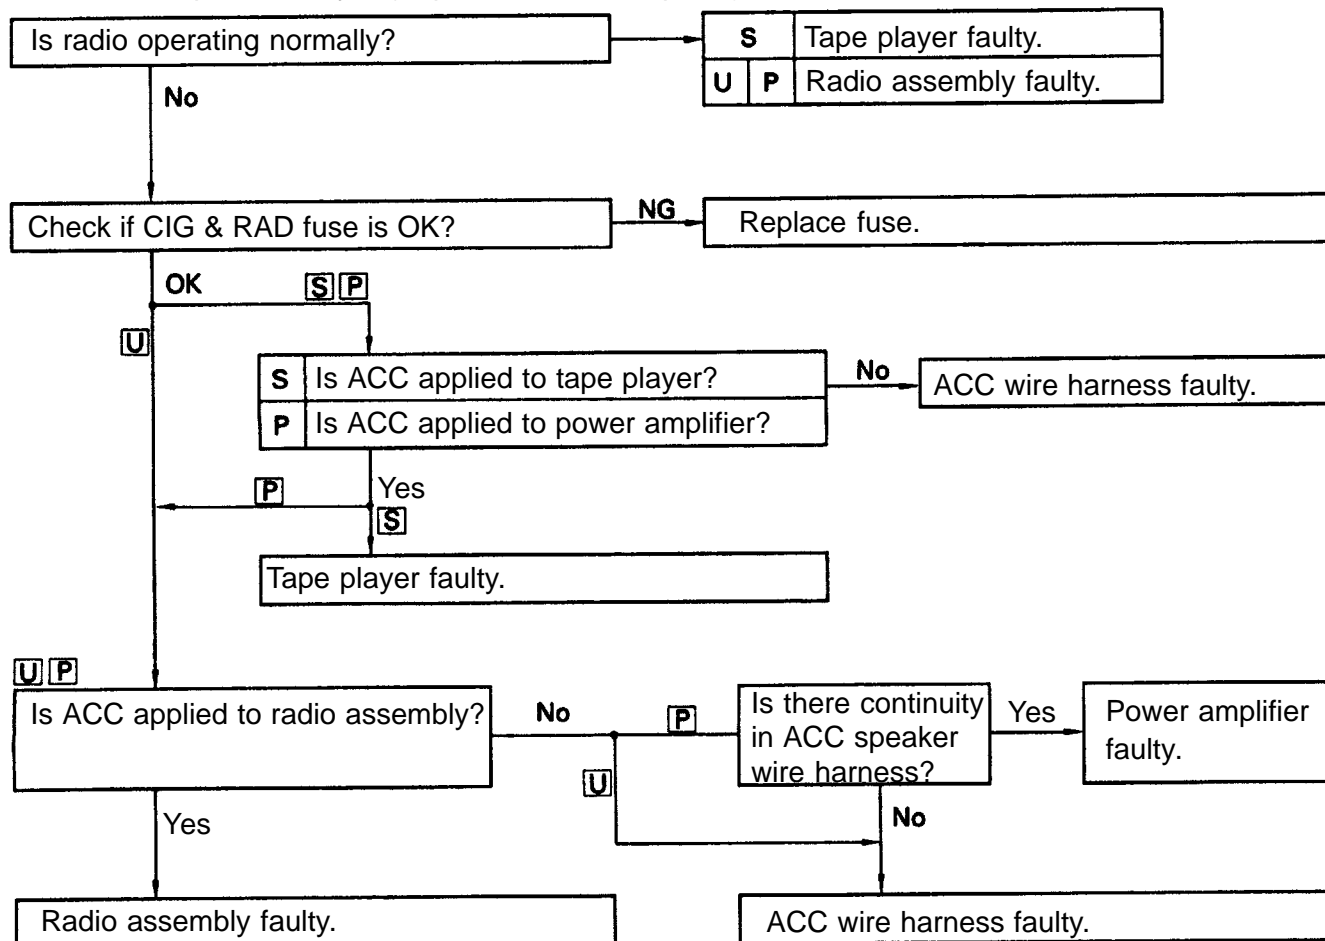 Is radio operating normally?
S Tape player faulty.
U P Radio assembly faulty.
No
Check if CIG & RAD fuse is OK?
NG
Replace fuse.
OK
S P
U
S Is ACC applied to tape player?
P Is ACC applied to power amplifier?
No
ACC wire harness faulty.
Yes
P
S
Tape player faulty.
U P
Is ACC applied to radio assembly?
No
P
U
Is there continuity
in ACC speaker
wire harness?
Yes
Power amplifier
faulty.
Yes
No
Radio assembly faulty.
ACC wire harness faulty.